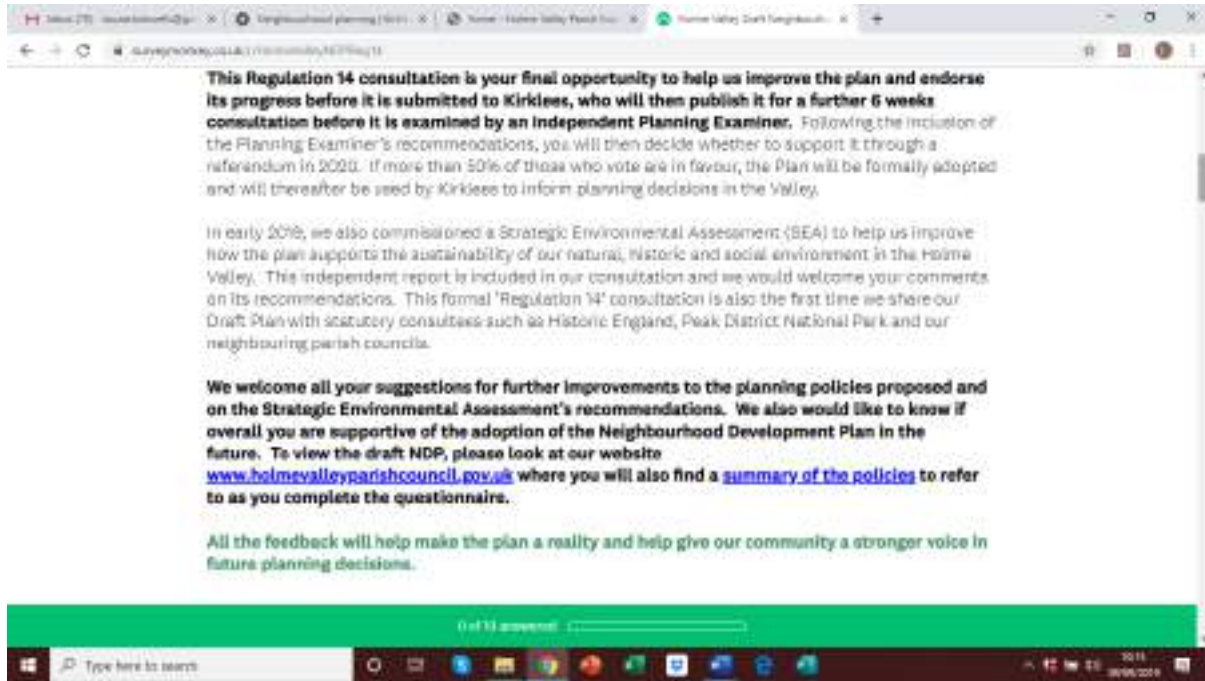 surveymonkey.co.uk
This Regulation 14 consultation is your final opportunity to help us improve the plan and endorse
its progress before it is submitted to Kirklees, who will then publish it for a further 6 weeks
consultation before it is examined by an Independent Planning Examiner. Following the inclusion of
the Planning Examiner's recommendations, you will then decide whether to support it through a
referendum in 2020. If more than 50% of those who vote are in favour, the Plan will be formally adopted
and will thereafter be used by Kirklees to inform planning decisions in the Valley.
In early 2019, we also commissioned a Strategic Environmental Assessment (SEA) to help us improve
how the plan supports the sustainability of our natural, historic and social environment in the Holme
Valley. This independent report is included in our consultation and we would welcome your comments
on its recommendations. This formal 'Regulation 14' consultation is also the first time we share our
Draft Plan with statutory consultees such as Historic England, Peak District National Park and our
neighbouring parish councils.
We welcome all your suggestions for further improvements to the planning policies proposed and
on the Strategic Environmental Assessment's recommendations. We also would like to know if
overall you are supportive of the adoption of the Neighbourhood Development Plan in the
future. To view the draft NDP, please look at our website
www.holmevalleyparishcouncil.gov.uk where you will also find a summary of the policies to refer
to as you complete the questionnaire.
All the feedback will help make the plan a reality and help give our community a stronger voice in
future planning decisions.
answered
Type here to search